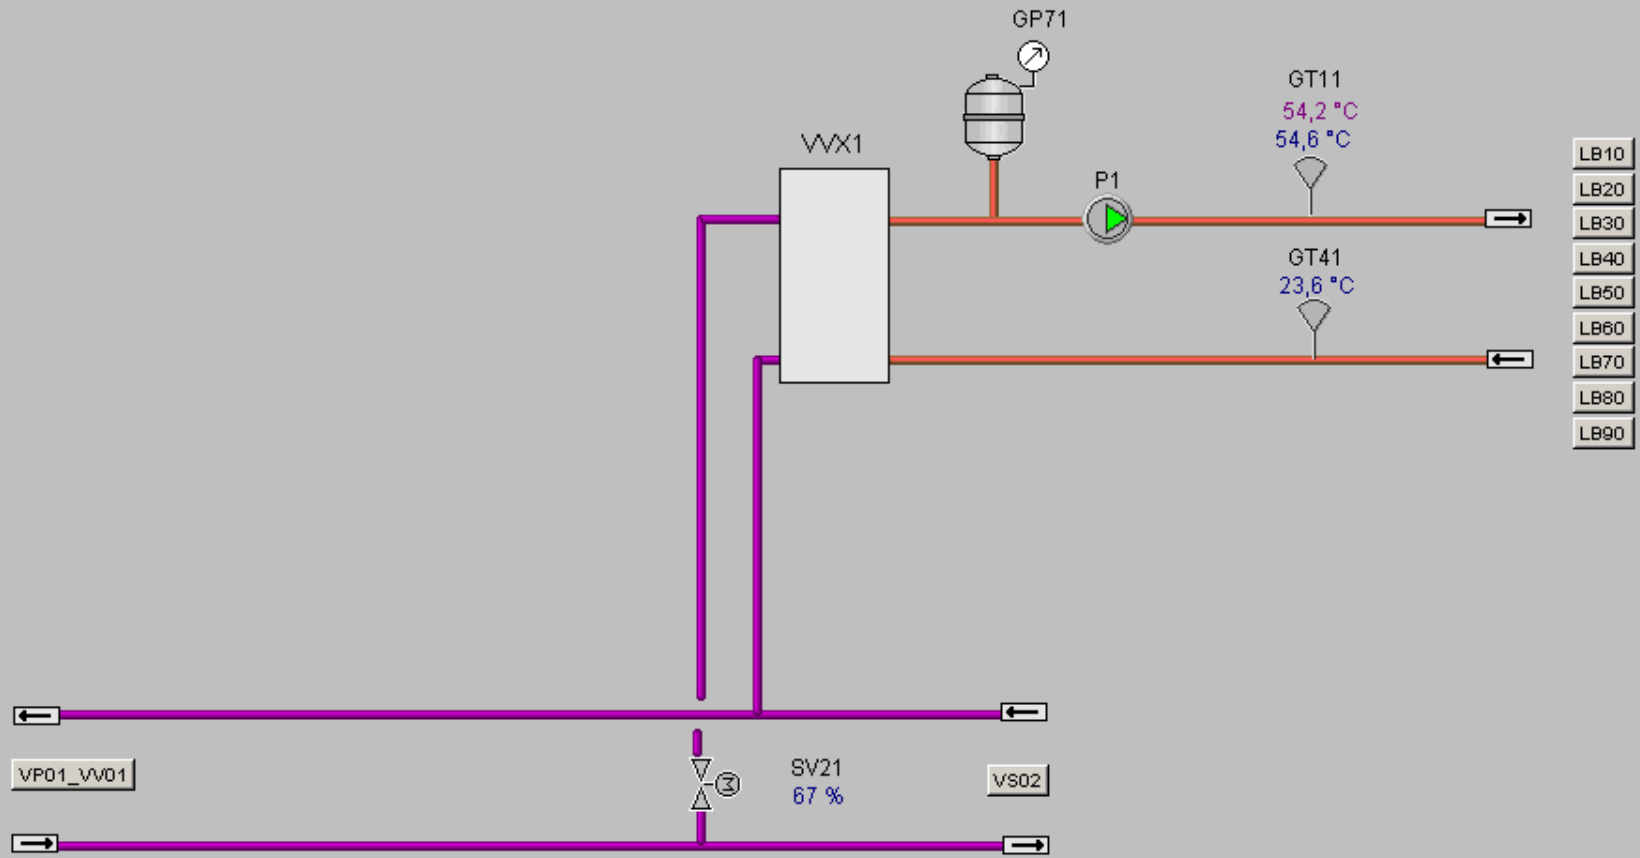 GP71
GT11
54,2 °C
54,6 °C
VVX1
P1
GT41
23,6 °C
LB10
LB20
LB30
LB40
LB50
LB60
LB70
LB80
LB90
SV21
67 %
VP01_VV01
VS02